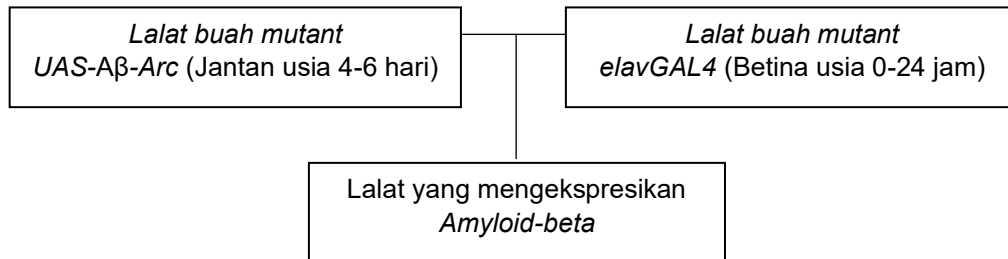 Lalat buah mutant
UAS-Aβ-Arc (Jantan usia 4-6 hari)
Lalat buah mutant
elavGAL4 (Betina usia 0-24 jam)
Lalat yang mengekspresikan
Amyloid-beta